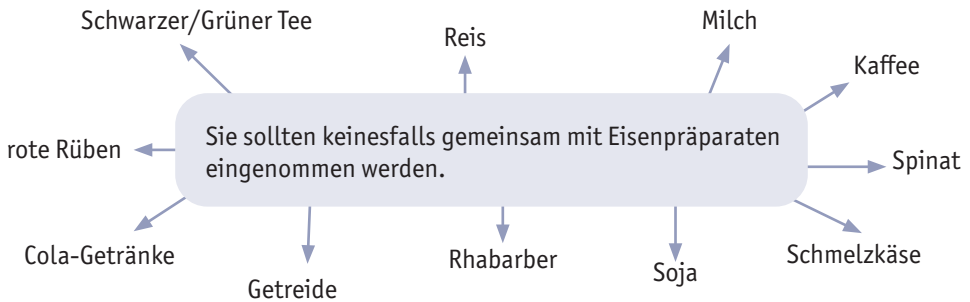 Schwarzer/Grüner Tee
Reis
Milch
Kaffee
rote Rüben
Sie sollten keinesfalls gemeinsam mit Eisenpräparaten
eingenommen werden.
Spinat
Cola-Getränke
Getreide
Rhabarber
Soja
Schmelzkäse